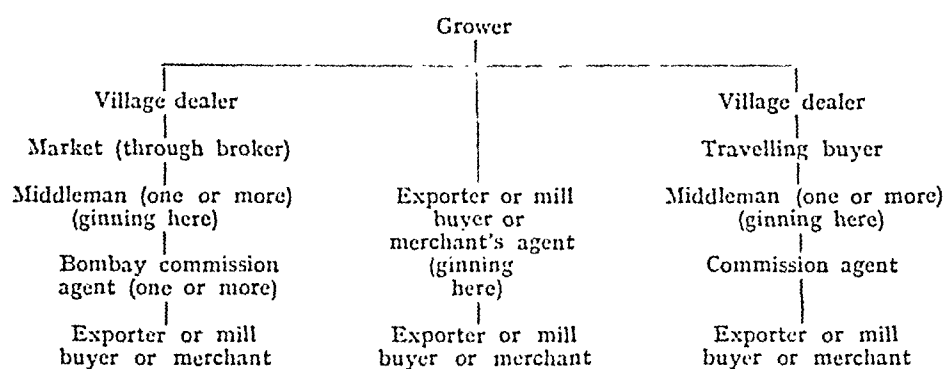 Grower
Village dealer
Market (through broker)
Middleman (one or more)
(ginning here)
Bombay commission
agent (one or more)
Exporter or mill
buyer or merchant
Exporter or mill
buyer or
merchant's agent
(ginning
here)
Exporter or mill
buyer or merchant
Village dealer
Travelling buyer
Middleman (one or more)
(ginning here)
Commission agent
Exporter or mill
buyer or merchant